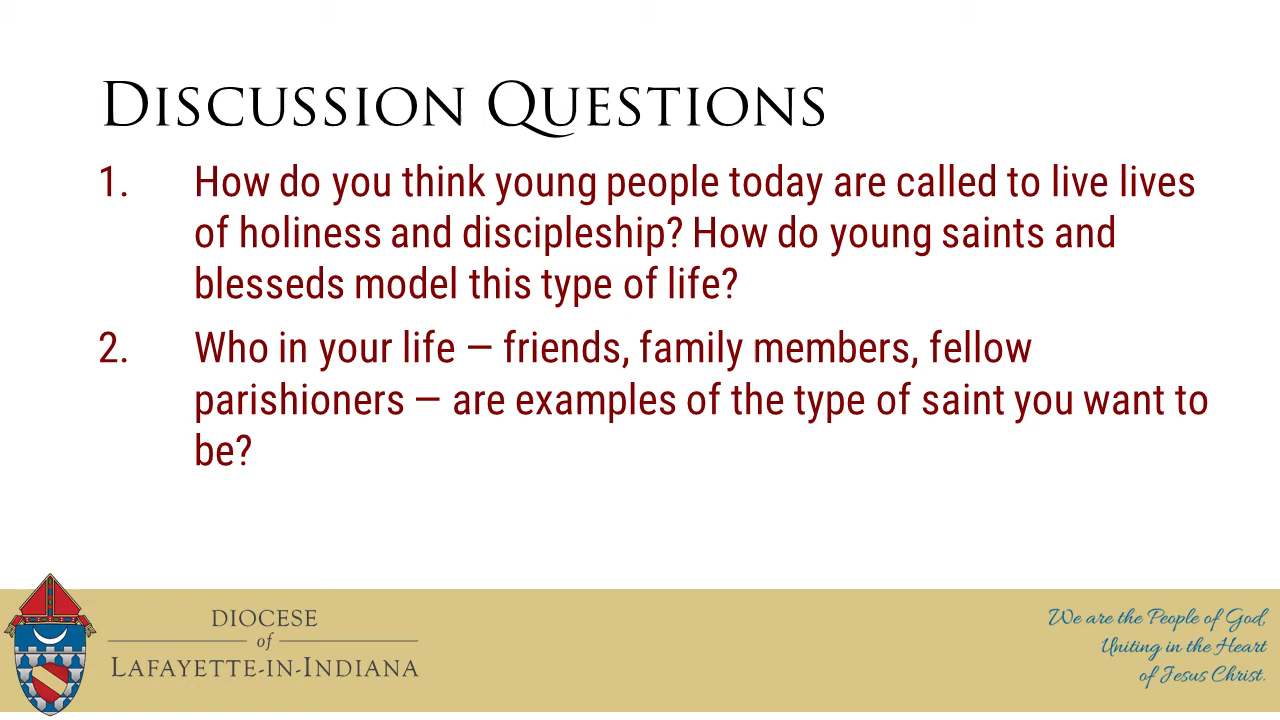 Discussion Questions
1. How do you think young people today are called to live lives
of holiness and discipleship? How do young saints and
blesseds model this type of life?
2. Who in your life — friends, family members, fellow
parishioners — are examples of the type of saint you want to
be?
DIOCESE
of
LAFAYETTE-IN-INDIANA
We are the People of God,
Uniting in the Heart
of Jesus Christ.